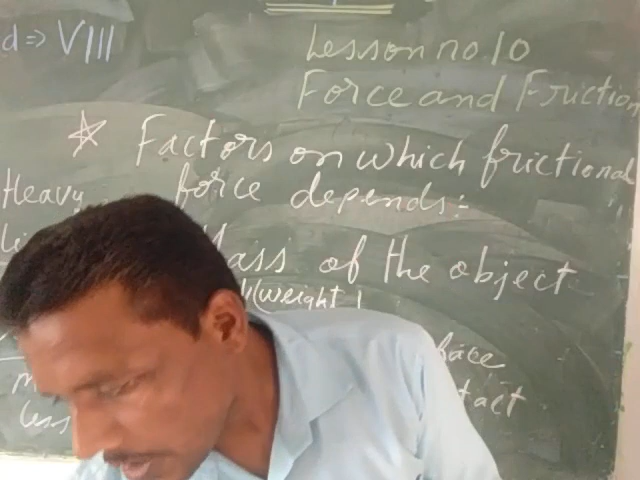 d => VIII
Lesson no. 10
Force and Friction
Factors on which frictional
force depends:
Heavy
Mass of the object
(weight)
face
tact
less